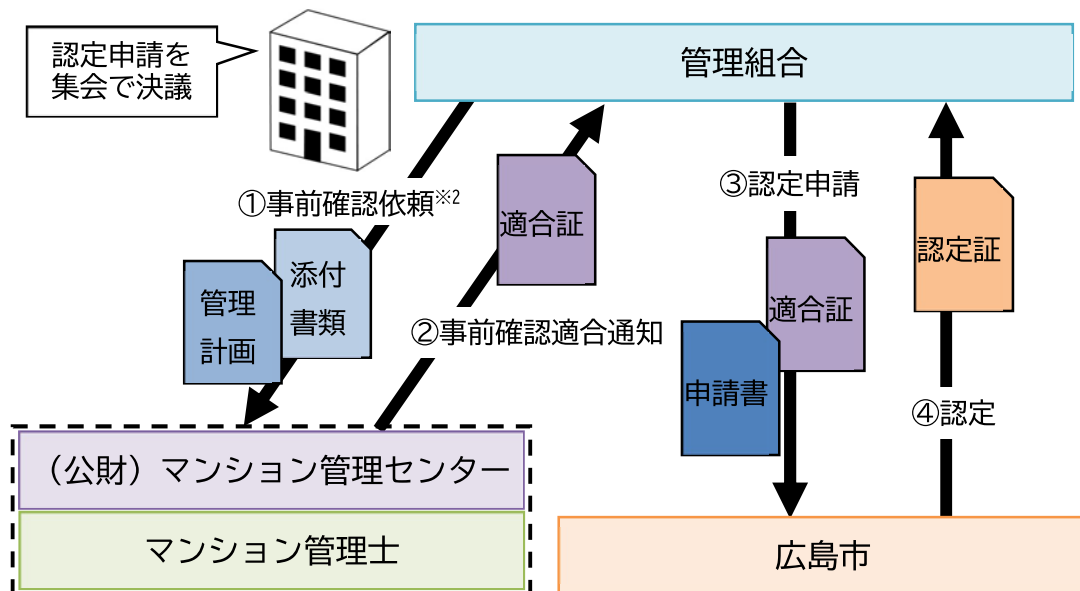 認定申請を
集会で決議
管理組合
①事前確認依頼※2
添付
書類
管理
計画
適合証
②事前確認適合通知
③認定申請
適合証
申請書
認定証
④認定
（公財）マンション管理センター
マンション管理士
広島市